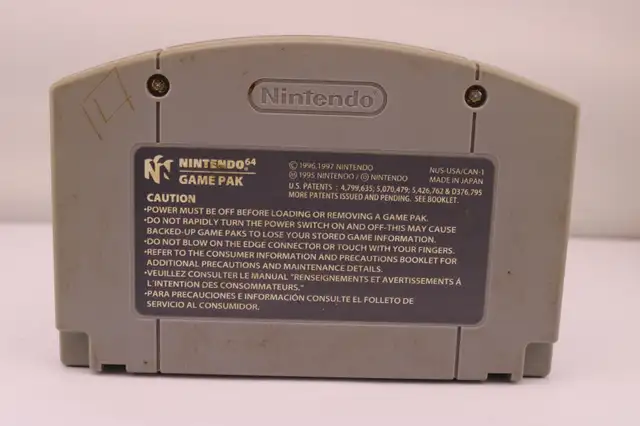 Nintendo
NINTENDO64
GAME PAK
© 1996,1997 NINTENDO
Ⓜ 1995 NINTENDO / Ⓓ NINTENDO
NUS-USA/CAN-1
MADE IN JAPAN
U.S. PATENTS : 4,799,635; 5,070,479; 5,426,762 & D376,795
MORE PATENTS ISSUED AND PENDING. SEE BOOKLET.
CAUTION
•POWER MUST BE OFF BEFORE LOADING OR REMOVING A GAME PAK.
•DO NOT RAPIDLY TURN THE POWER SWITCH ON AND OFF-THIS MAY CAUSE
BACKED-UP GAME PAKS TO LOSE YOUR STORED GAME INFORMATION.
•DO NOT BLOW ON THE EDGE CONNECTOR OR TOUCH WITH YOUR FINGERS.
•REFER TO THE CONSUMER INFORMATION AND PRECAUTIONS BOOKLET FOR
ADDITIONAL PRECAUTIONS AND MAINTENANCE DETAILS.
•VEUILLEZ CONSULTER LE MANUAL "RENSEIGNEMENTS ET AVERTISSEMENTS À
L'INTENTION DES CONSOMMATEURS."
•PARA PRECAUCIONES E INFORMACIÓN CONSULTE EL FOLLETO DE
SERVICIO AL CONSUMIDOR.